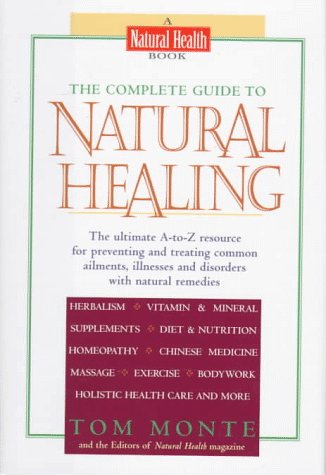 A
Natural Health
BOOK
THE COMPLETE GUIDE TO
NATURAL
HEALING
The ultimate A-to-Z resource
for preventing and treating common
ailments, illnesses and disorders
with natural remedies
HERBALISM ❖ VITAMIN & MINERAL
SUPPLEMENTS ❖ DIET & NUTRITION
HOMEOPATHY ❖ CHINESE MEDICINE
MASSAGE ❖ EXERCISE ❖ BODYWORK
HOLISTIC HEALTH CARE AND MORE
TOM MONTE
and the Editors of Natural Health magazine